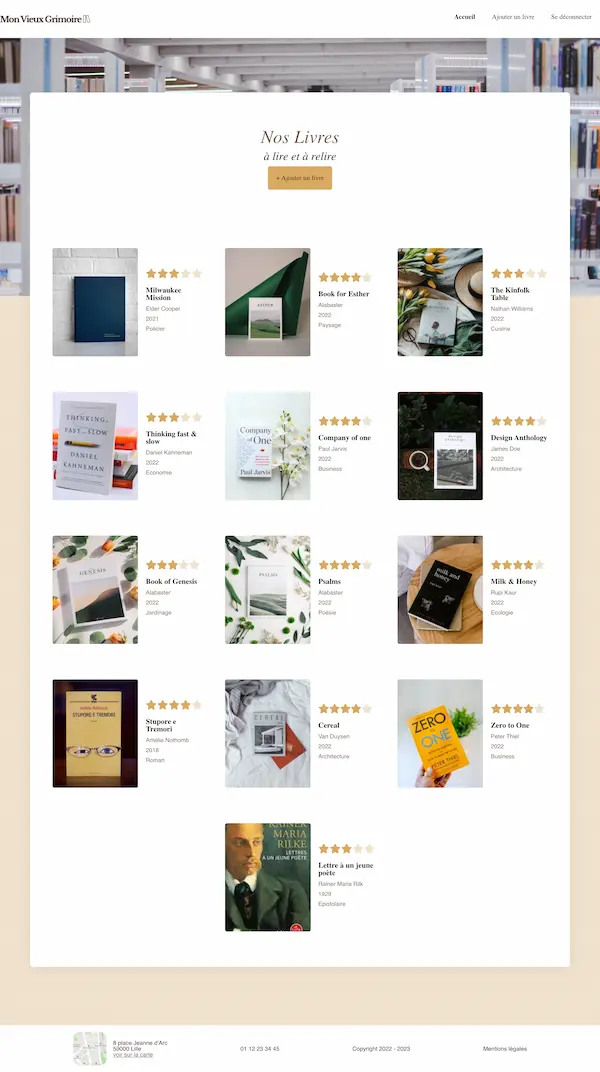 Mon Vieux Grimoire
Accueil
Ajouter un livre
Se déconnecter
Nos Livres
à lire et à relire
+ Ajouter un livre
Milwaukee
Mission
Elder Cooper
2021
Policier
ESTHER
Book for Esther
Alabaster
2022
Paysage
The Kinfolk
Table
Nathan Williams
2022
Cuisine
THINKING,
FAST AND SLOW
DANIEL
KAHNEMAN
Thinking fast &
slow
Daniel Kahneman
2022
Economie
Company
of One
Paul Jarvis
Company of one
Paul Jarvis
2022
Business
design
anthology
Design Anthology
James Doe
2022
Architecture
GENESIS
Book of Genesis
Alabaster
2022
Jardinage
PSALMS
Psalms
Alabaster
2022
Poésie
milk and
honey
Milk & Honey
Rupi Kaur
2022
Ecologie
STUPORE E TREMORI
Stupore e
Tremori
Amélie Nothomb
2018
Roman
CEREAL
Cereal
Van Duysen
2022
Architecture
ZERO
TO
ONE
PETER THIEL
Zero to One
Peter Thiel
2022
Business
RAINER
MARIA
RILKE
LETTRES
À UN JEUNE POÈTE
Lettre à un jeune
poète
Rainer Maria Rilk
1929
Epistolaire
8 place Jeanne d'Arc
59000 Lille
voir sur la carte
01 12 23 34 45
Copyright 2022 - 2023
Mentions légales